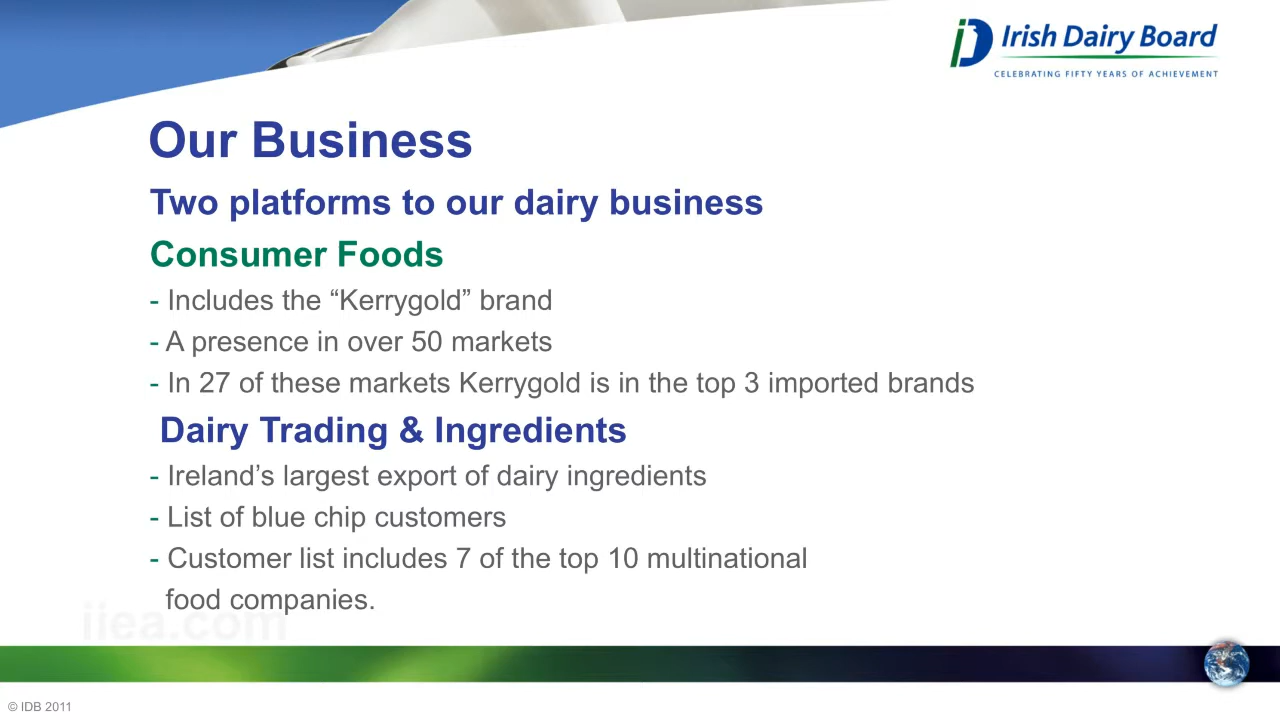 Irish Dairy Board
CELEBRATING FIFTY YEARS OF ACHIEVEMENT
Our Business
Two platforms to our dairy business
Consumer Foods
- Includes the “Kerrygold” brand
- A presence in over 50 markets
- In 27 of these markets Kerrygold is in the top 3 imported brands
Dairy Trading & Ingredients
- Ireland’s largest export of dairy ingredients
- List of blue chip customers
- Customer list includes 7 of the top 10 multinational
food companies.
iiea.com
© IDB 2011